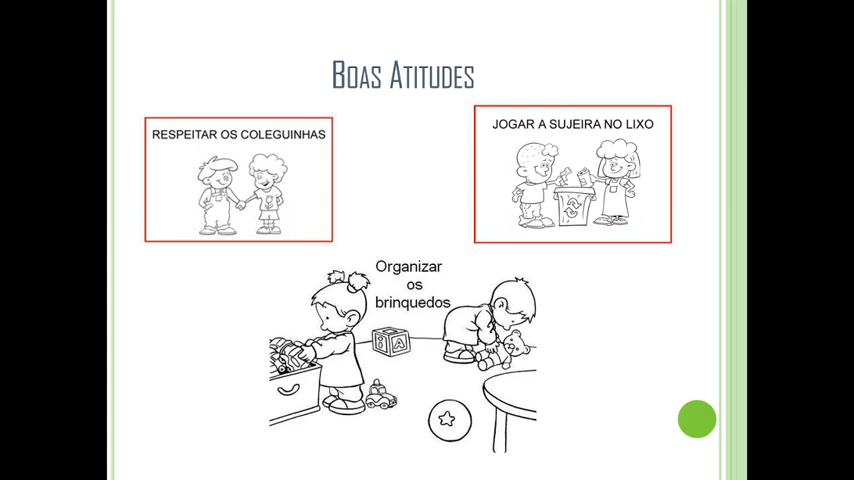 Boas Atitudes
RESPEITAR OS COLEGUINHAS
JOGAR A SUJEIRA NO LIXO
Organizar
os
brinquedos
A